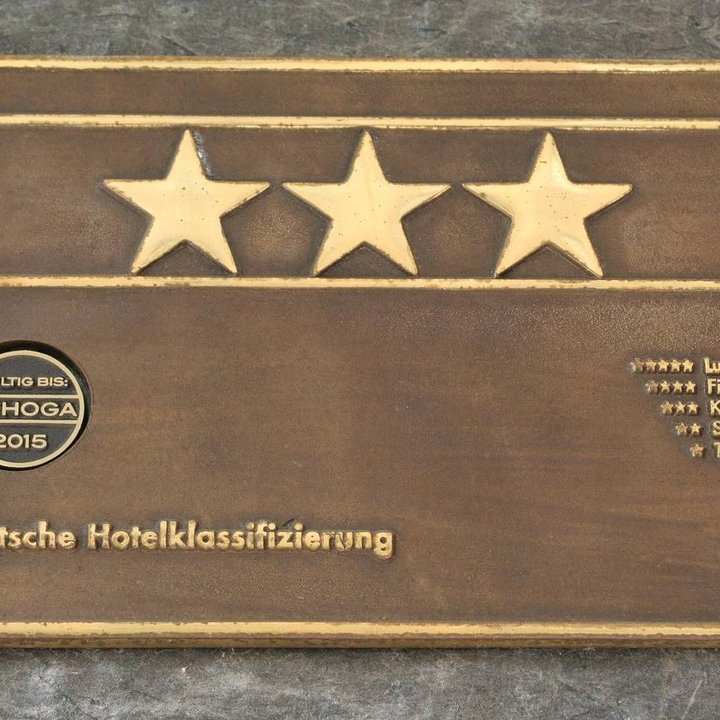 LTIG BIS:
HOGA
2015
tsche Hotelklassifizierung